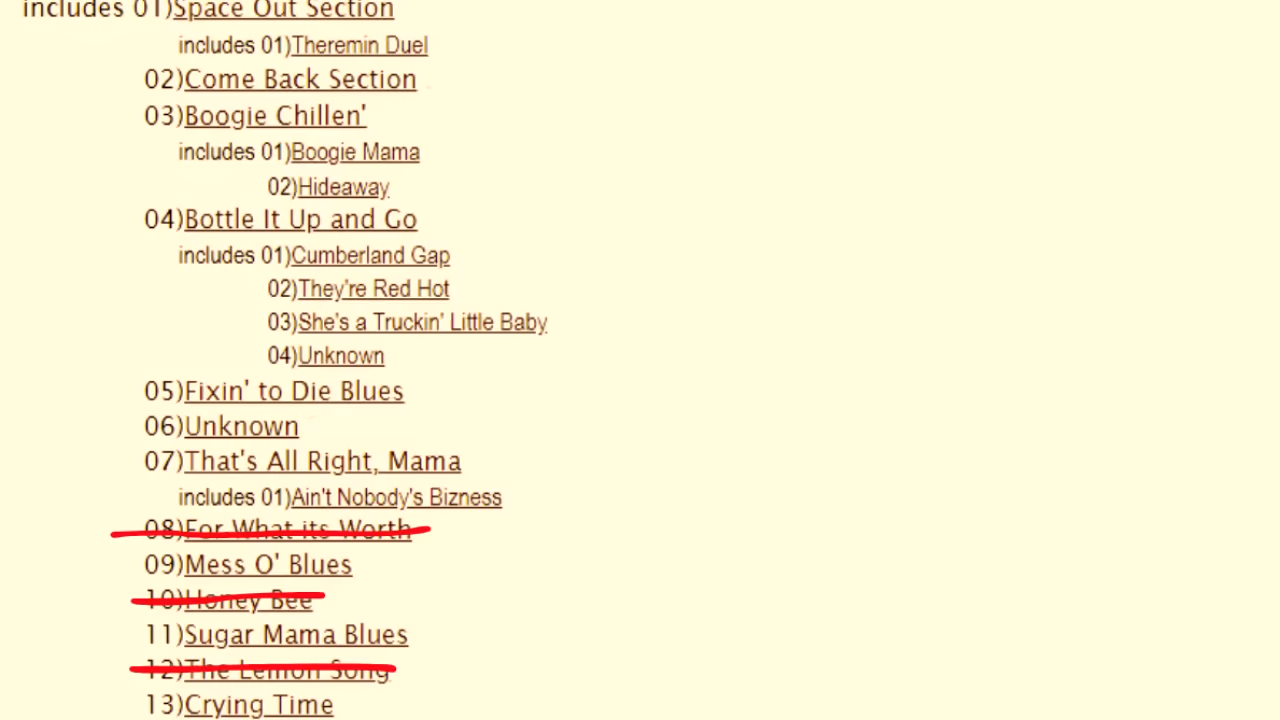 includes 01)Space Out Section
includes 01)Theremin Duel
02)Come Back Section
03)Boogie Chillen'
includes 01)Boogie Mama
02)Hideaway
04)Bottle It Up and Go
includes 01)Cumberland Gap
02)They're Red Hot
03)She's a Truckin' Little Baby
04)Unknown
05)Fixin' to Die Blues
06)Unknown
07)That's All Right, Mama
includes 01)Ain't Nobody's Bizness
08)For What its Worth
09)Mess O' Blues
10)Honey Bee
11)Sugar Mama Blues
12)The Lemon Song
13)Crying Time